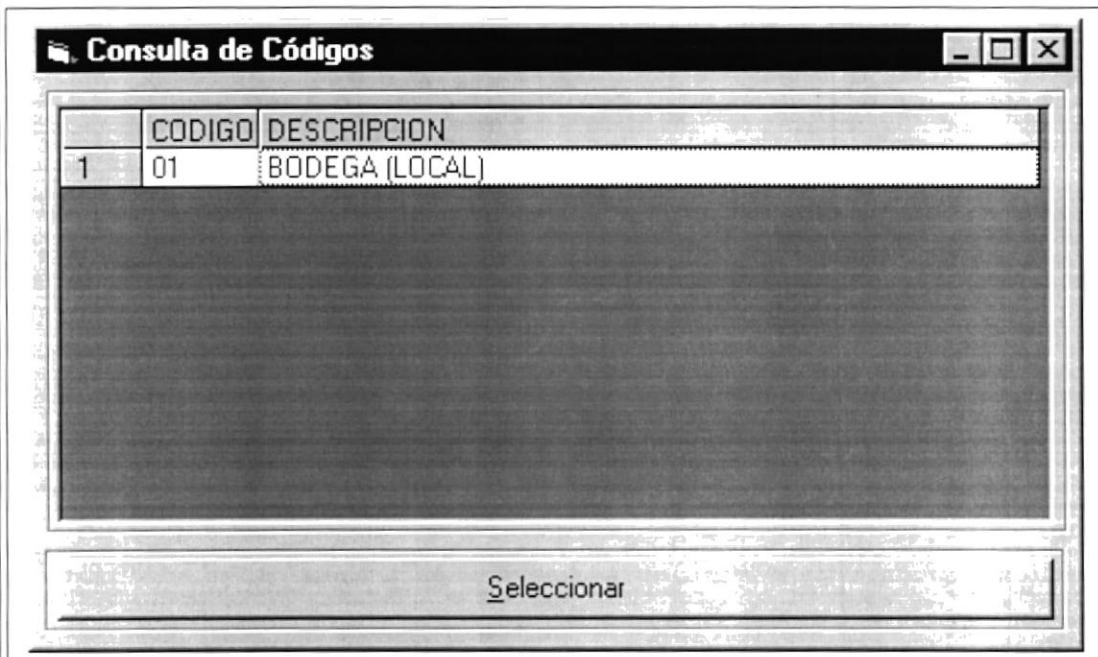 Consulta de Códigos
CODIGO DESCRIPCION
1 01 BODEGA (LOCAL)
Seleccionar